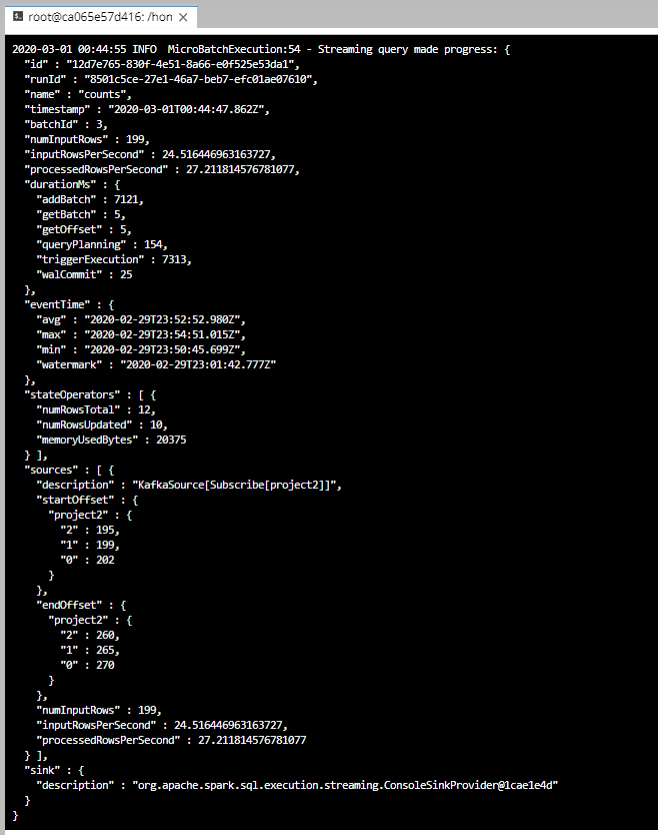 root@ca065e57d416: /hon ×
2020-03-01 00:44:55 INFO  MicroBatchExecution:54 - Streaming query made progress: {
  "id" : "12d7e765-830f-4e51-8a66-e0f525e53da1",
  "runId" : "8501c5ce-27e1-46a7-beb7-efc01ae07610",
  "name" : "counts",
  "timestamp" : "2020-03-01T00:44:47.862Z",
  "batchId" : 3,
  "numInputRows" : 199,
  "inputRowsPerSecond" : 24.516446963163727,
  "processedRowsPerSecond" : 27.211814576781077,
  "durationMs" : {
    "addBatch" : 7121,
    "getBatch" : 5,
    "getOffset" : 5,
    "queryPlanning" : 154,
    "triggerExecution" : 7313,
    "walCommit" : 25
  },
  "eventTime" : {
    "avg" : "2020-02-29T23:52:52.980Z",
    "max" : "2020-02-29T23:54:51.015Z",
    "min" : "2020-02-29T23:50:45.699Z",
    "watermark" : "2020-02-29T23:01:42.777Z"
  },
  "stateOperators" : [ {
    "numRowsTotal" : 12,
    "numRowsUpdated" : 10,
    "memoryUsedBytes" : 20375
  } ],
  "sources" : [ {
    "description" : "KafkaSource[Subscribe[project2]]",
    "startOffset" : {
      "project2" : {
        "2" : 195,
        "1" : 199,
        "0" : 202
      }
    },
    "endOffset" : {
      "project2" : {
        "2" : 260,
        "1" : 265,
        "0" : 270
      }
    },
    "numInputRows" : 199,
    "inputRowsPerSecond" : 24.516446963163727,
    "processedRowsPerSecond" : 27.211814576781077
  } ],
  "sink" : {
    "description" : "org.apache.spark.sql.execution.streaming.ConsoleSinkProvider@1cae1e4d"
  }
}